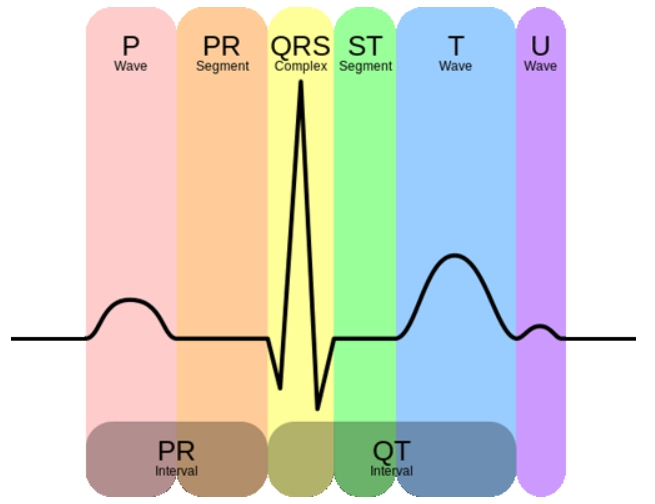 P
Wave
PR
Segment
QRS
Complex
ST
Segment
T
Wave
U
Wave
PR
Interval
QT
Interval